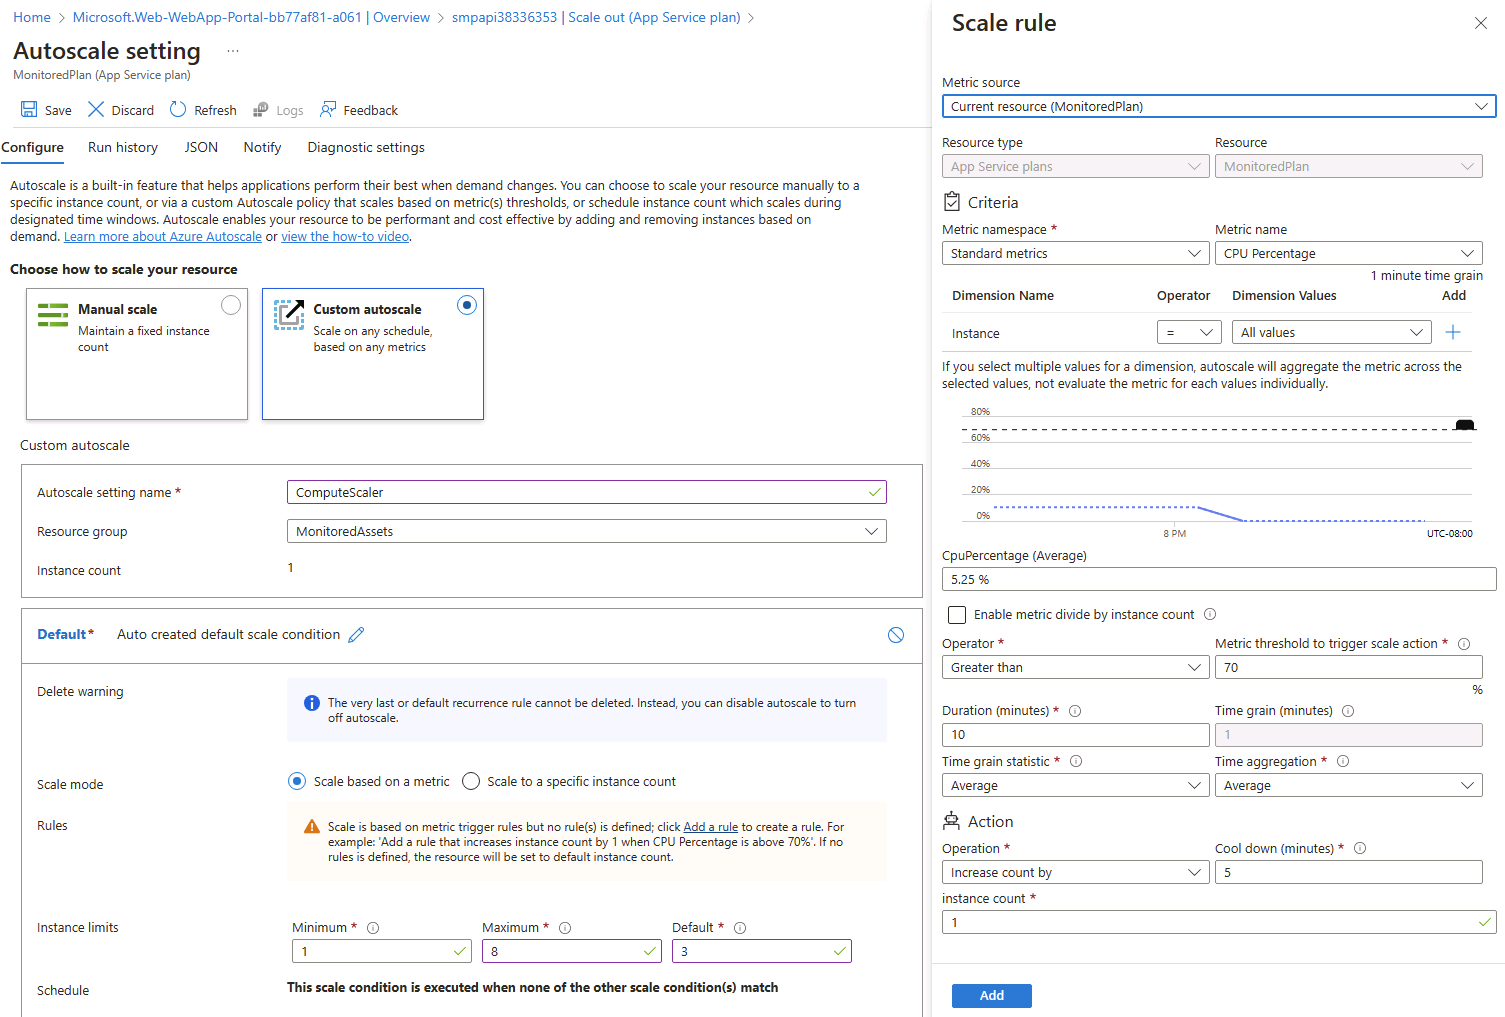 Home > Microsoft.Web-WebApp-Portal-bb77af81-a061 | Overview > smpapi38336353 | Scale out (App Service plan) >
Autoscale setting ...
MonitoredPlan (App Service plan)
Save Discard Refresh Logs Feedback
Configure Run history JSON Notify Diagnostic settings
Autoscale is a built-in feature that helps applications perform their best when demand changes. You can choose to scale your resource manually to a
specific instance count, or via a custom Autoscale policy that scales based on metric(s) thresholds, or schedule instance count which scales during
designated time windows. Autoscale enables your resource to be performant and cost effective by adding and removing instances based on
demand. Learn more about Azure Autoscale or view the how-to video.
Choose how to scale your resource
Manual scale
Maintain a fixed instance
count
Custom autoscale
Scale on any schedule,
based on any metrics
Custom autoscale
Autoscale setting name * ComputeScaler
Resource group MonitoredAssets
Instance count 1
Default* Auto created default scale condition
Delete warning
The very last or default recurrence rule cannot be deleted. Instead, you can disable autoscale to turn
off autoscale.
Scale mode Scale based on a metric Scale to a specific instance count
Rules
Scale is based on metric trigger rules but no rule(s) is defined; click Add a rule to create a rule. For
example: 'Add a rule that increases instance count by 1 when CPU Percentage is above 70%'. If no
rules is defined, the resource will be set to default instance count.
Instance limits Minimum * Maximum * Default *
1 8 3
Schedule This scale condition is executed when none of the other scale condition(s) match
Scale rule
Metric source
Current resource (MonitoredPlan)
Resource type Resource
App Service plans MonitoredPlan
Criteria
Metric namespace * Metric name
Standard metrics CPU Percentage
1 minute time grain
Dimension Name Operator Dimension Values Add
Instance = All values +
If you select multiple values for a dimension, autoscale will aggregate the metric across the
selected values, not evaluate the metric for each values individually.
80%
60%
40%
20%
0%
8 PM UTC-08:00
CpuPercentage (Average)
5.25 %
Enable metric divide by instance count
Operator * Metric threshold to trigger scale action *
Greater than 70
%
Duration (minutes) * Time grain (minutes)
10 1
Time grain statistic * Time aggregation *
Average Average
Action
Operation * Cool down (minutes) *
Increase count by 5
instance count *
1
Add